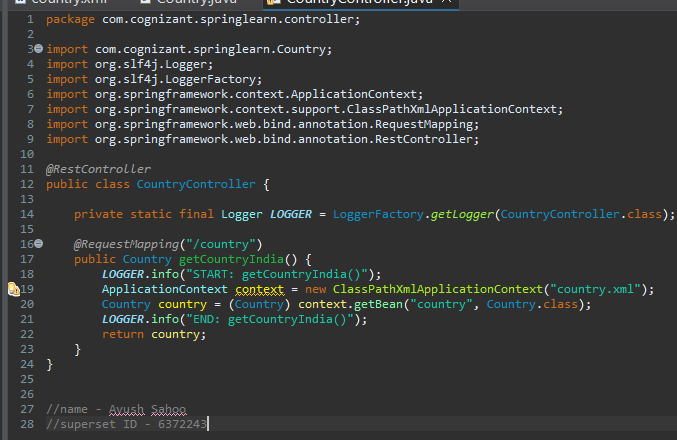 country.xml Country.java CountryController.java
1 package com.cognizant.springlearn.controller;
2
3 import com.cognizant.springlearn.Country;
4 import org.slf4j.Logger;
5 import org.slf4j.LoggerFactory;
6 import org.springframework.context.ApplicationContext;
7 import org.springframework.context.support.ClassPathXmlApplicationContext;
8 import org.springframework.web.bind.annotation.RequestMapping;
9 import org.springframework.web.bind.annotation.RestController;
10
11 @RestController
12 public class CountryController {
13
14 private static final Logger LOGGER = LoggerFactory.getLogger(CountryController.class);
15
16 @RequestMapping("/country")
17 public Country getCountryIndia() {
18 LOGGER.info("START: getCountryIndia()");
19 ApplicationContext context = new ClassPathXmlApplicationContext("country.xml");
20 Country country = (Country) context.getBean("country", Country.class);
21 LOGGER.info("END: getCountryIndia()");
22 return country;
23 }
24 }
25
26
27 //name - Ayush Sahoo
28 //superset ID - 6372243